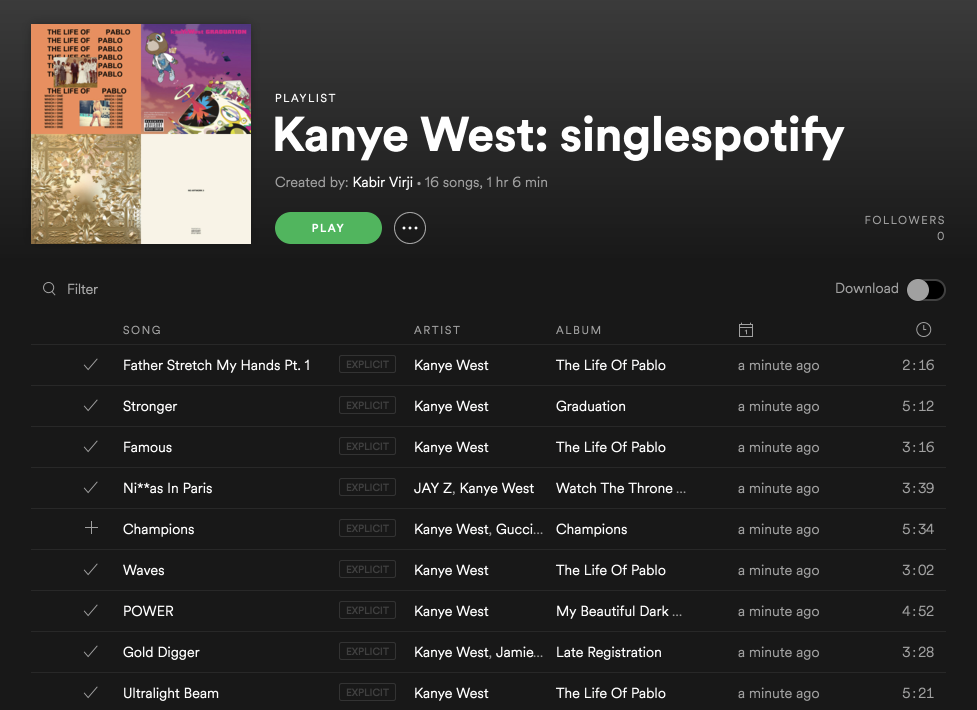 THE LIFE OF PABLO
THE LIFE OF PABLO
THE LIFE OF PABLO
THE LIFE OF PABLO
THE LIFE OF PABLO
THE LIFE OF PABLO
PLAYLIST
Kanye West: singlespotify
Created by: Kabir Virji • 16 songs, 1 hr 6 min
PLAY
FOLLOWERS
0
Filter
Download
SONG ARTIST ALBUM
Father Stretch My Hands Pt. 1 EXPLICIT Kanye West The Life Of Pablo a minute ago 2:16
Stronger EXPLICIT Kanye West Graduation a minute ago 5:12
Famous EXPLICIT Kanye West The Life Of Pablo a minute ago 3:16
Ni**as In Paris EXPLICIT JAY Z, Kanye West Watch The Throne ... a minute ago 3:39
Champions EXPLICIT Kanye West, Gucci... Champions a minute ago 5:34
Waves EXPLICIT Kanye West The Life Of Pablo a minute ago 3:02
POWER EXPLICIT Kanye West My Beautiful Dark ... a minute ago 4:52
Gold Digger EXPLICIT Kanye West, Jamie... Late Registration a minute ago 3:28
Ultralight Beam EXPLICIT Kanye West The Life Of Pablo a minute ago 5:21